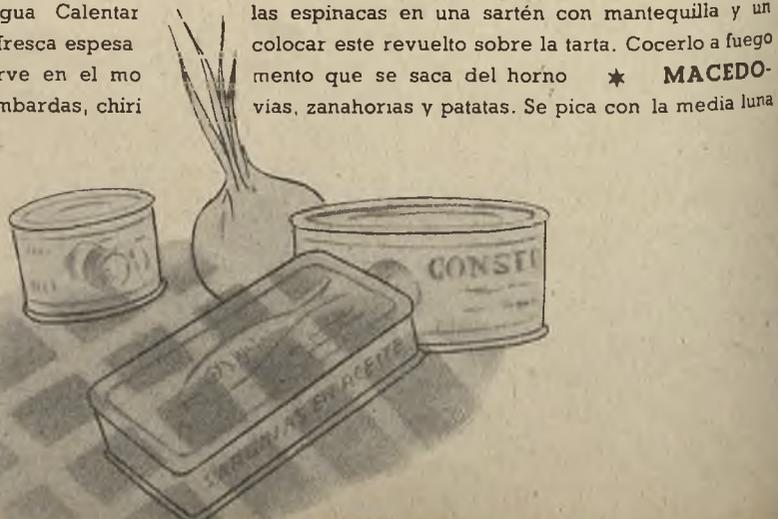 gua Calentar las espinacas en una sartén con mantequilla y un
fresca espesa colocar este revuelto sobre la tarta. Cocerlo a fuego
rve en el mo mento que se saca del horno ✶ MACEDO-
mbardas, chiri vías, zanahorias y patatas. Se pica con la media luna
CONSE
SARDINAS EN ACEITE